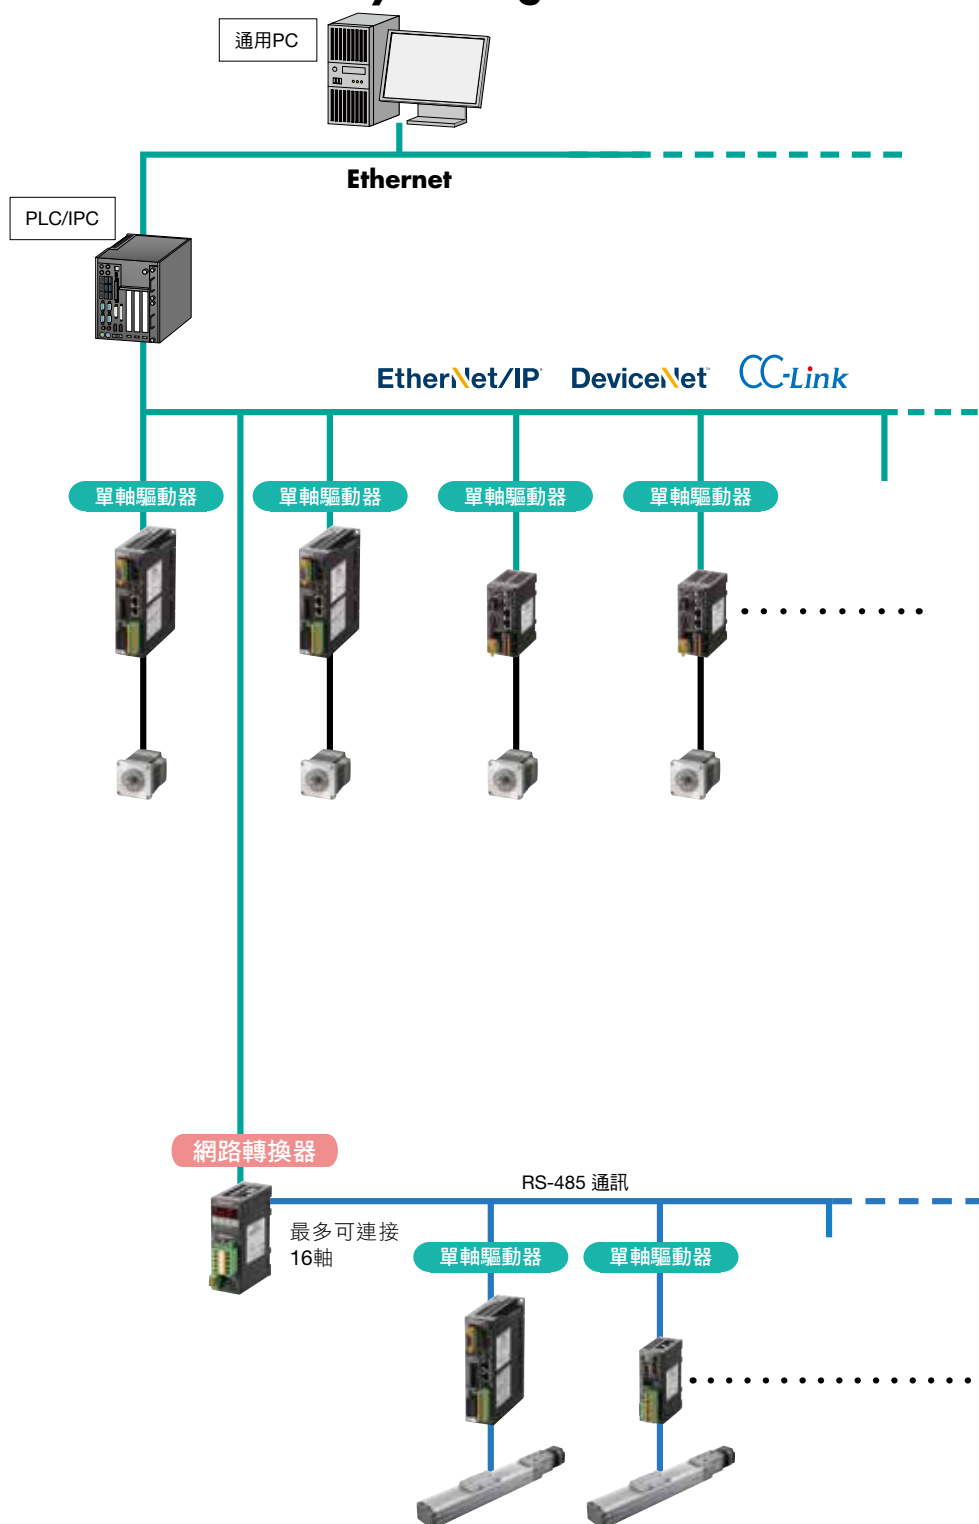 通用PC
Ethernet
PLC/IPC
EtherNet/IP DeviceNet™ CC-Link
單軸驅動器 單軸驅動器 單軸驅動器 單軸驅動器
網路轉換器
RS-485 通訊
最多可連接
16軸
單軸驅動器 單軸驅動器